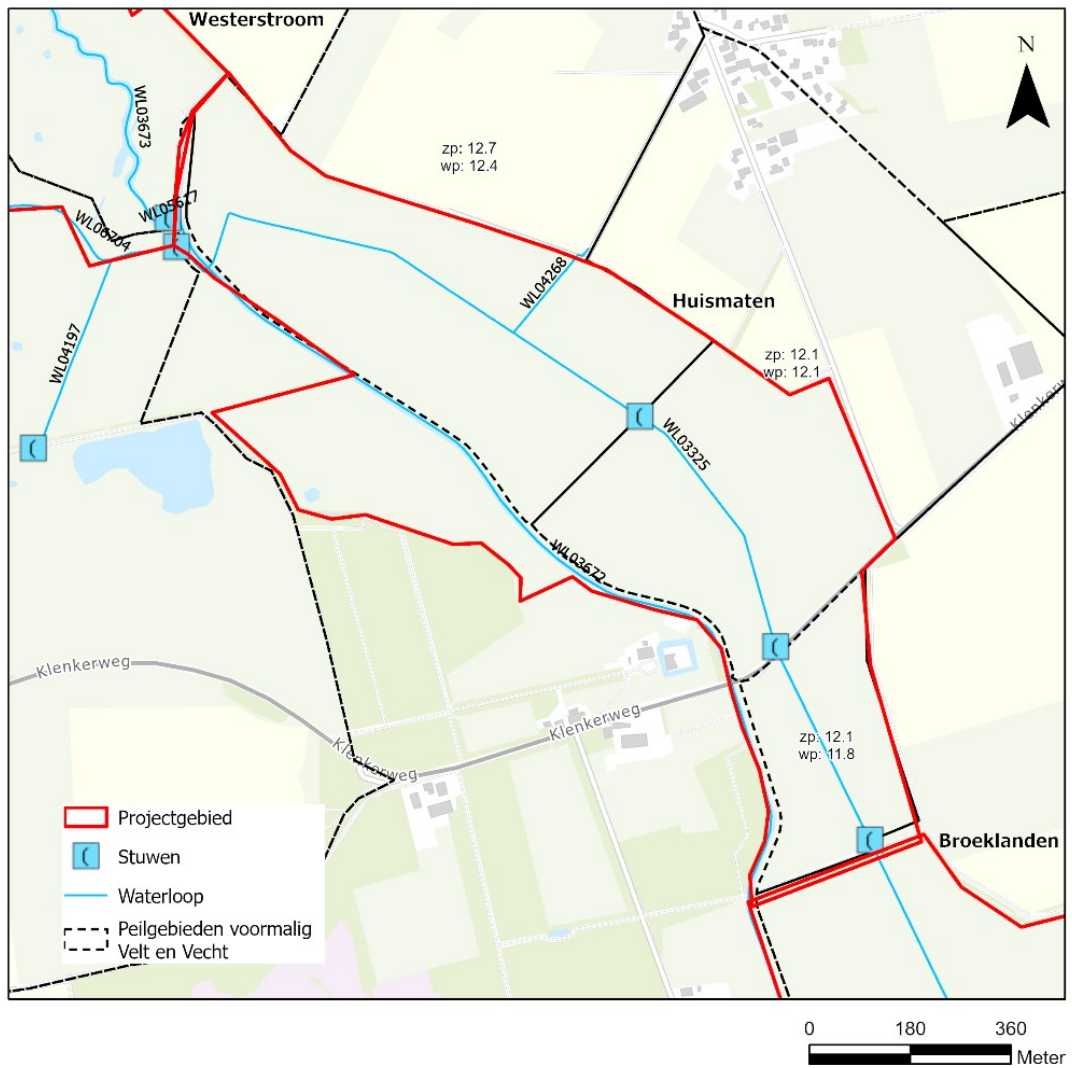 Westerstroom
N
WL03673
zp: 12.7
wp: 12.4
WL05617
WL06704
WL04268
Huismaten
WL04197
zp: 12.1
wp: 12.1
Klenkerw
WL03325
WL03672
Klenkerweg
Klenkerweg
Klenkerweg
zp: 12.1
wp: 11.8
Broeklanden
Projectgebied
Stuwen
Waterloop
Peilgebieden voormalig
Velt en Vecht
0 180 360
Meter